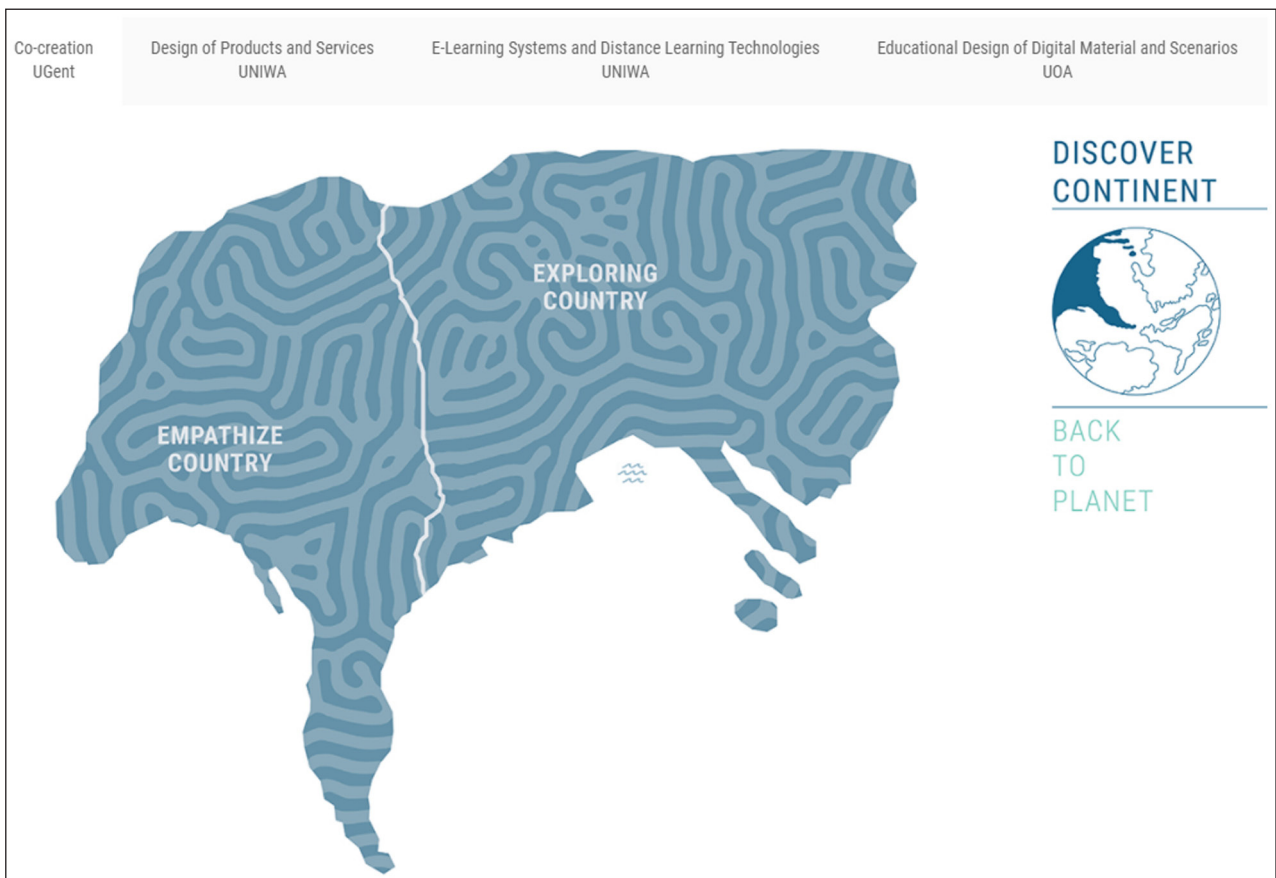 Co-creation
UGent
Design of Products and Services
UNIWA
E-Learning Systems and Distance Learning Technologies
UNIWA
Educational Design of Digital Material and Scenarios
UOA
DISCOVER
CONTINENT
EXPLORING
COUNTRY
EMPATHIZE
COUNTRY
BACK
TO
PLANET